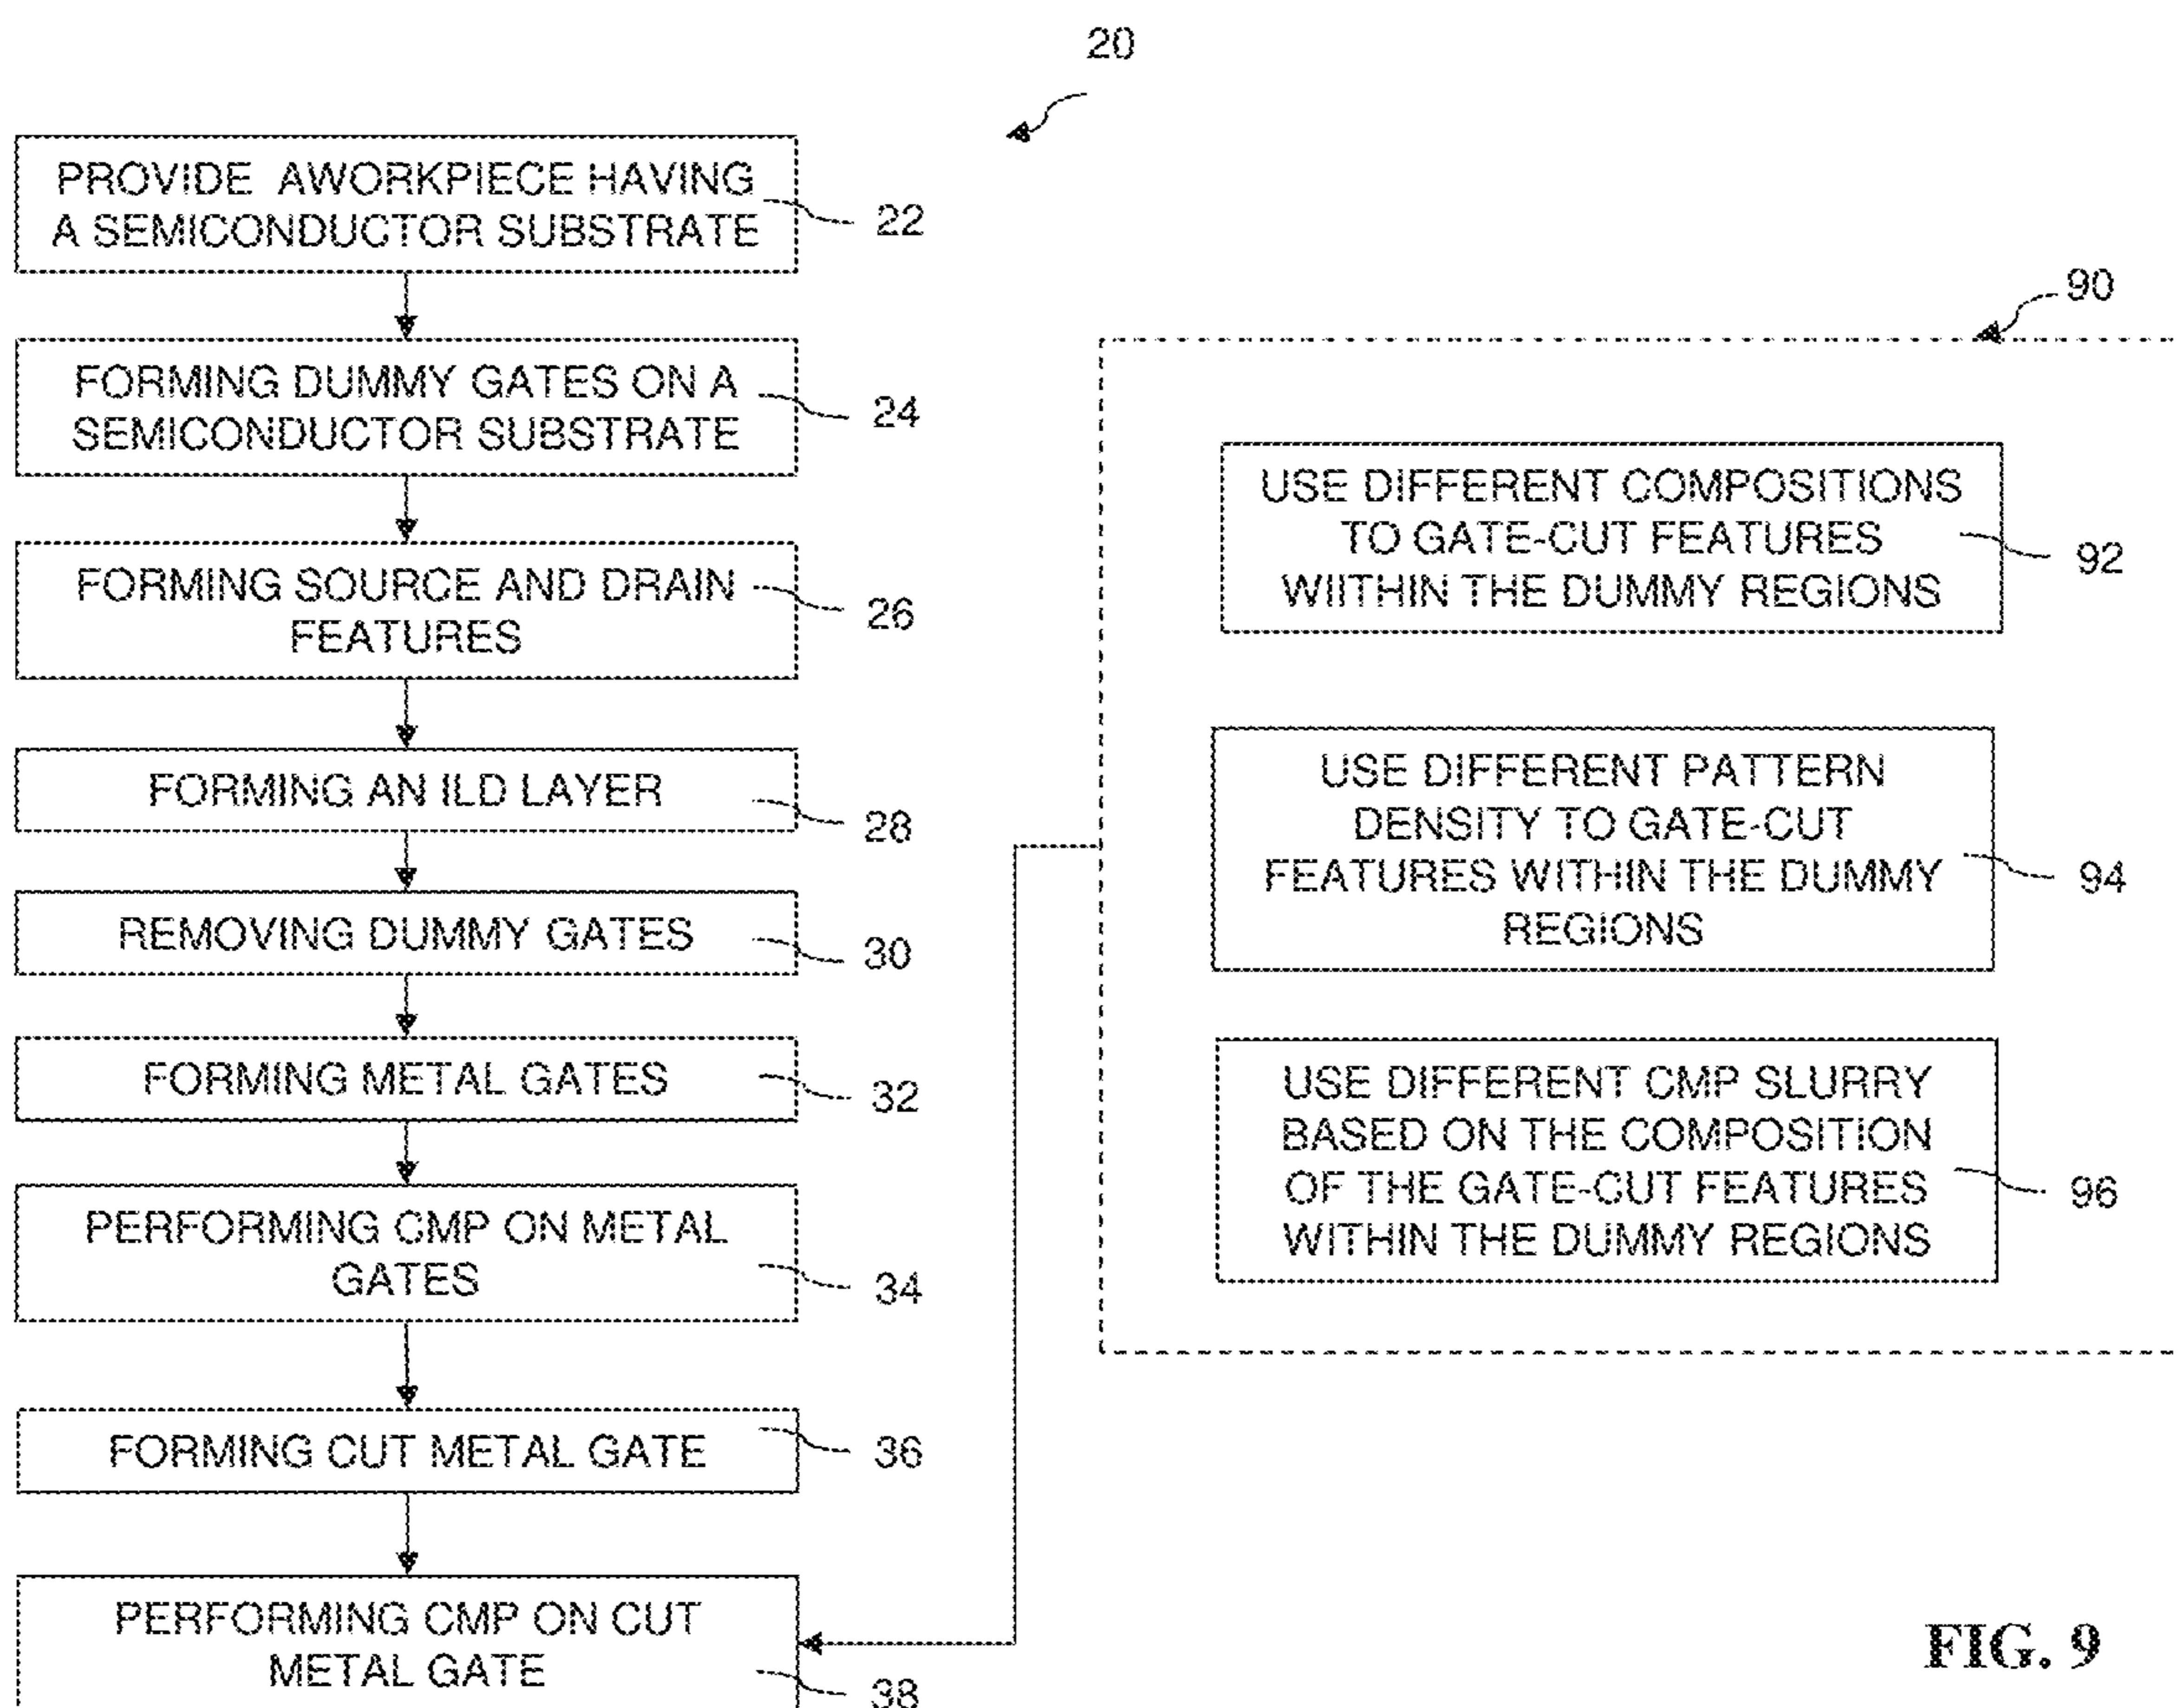 20
PROVIDE AWORKPIECE HAVING
A SEMICONDUCTOR SUBSTRATE
22
FORMING DUMMY GATES ON A
SEMICONDUCTOR SUBSTRATE
24
FORMING SOURCE AND DRAIN
FEATURES
26
FORMING AN ILD LAYER
28
REMOVING DUMMY GATES
30
FORMING METAL GATES
32
PERFORMING CMP ON METAL
GATES
34
FORMING CUT METAL GATE
36
PERFORMING CMP ON CUT
METAL GATE
38
90
USE DIFFERENT COMPOSITIONS
TO GATE-CUT FEATURES
WIITHIN THE DUMMY REGIONS
92
USE DIFFERENT PATTERN
DENSITY TO GATE-CUT
FEATURES WITHIN THE DUMMY
REGIONS
94
USE DIFFERENT CMP SLURRY
BASED ON THE COMPOSITION
OF THE GATE-CUT FEATURES
WITHIN THE DUMMY REGIONS
96
FIG. 9